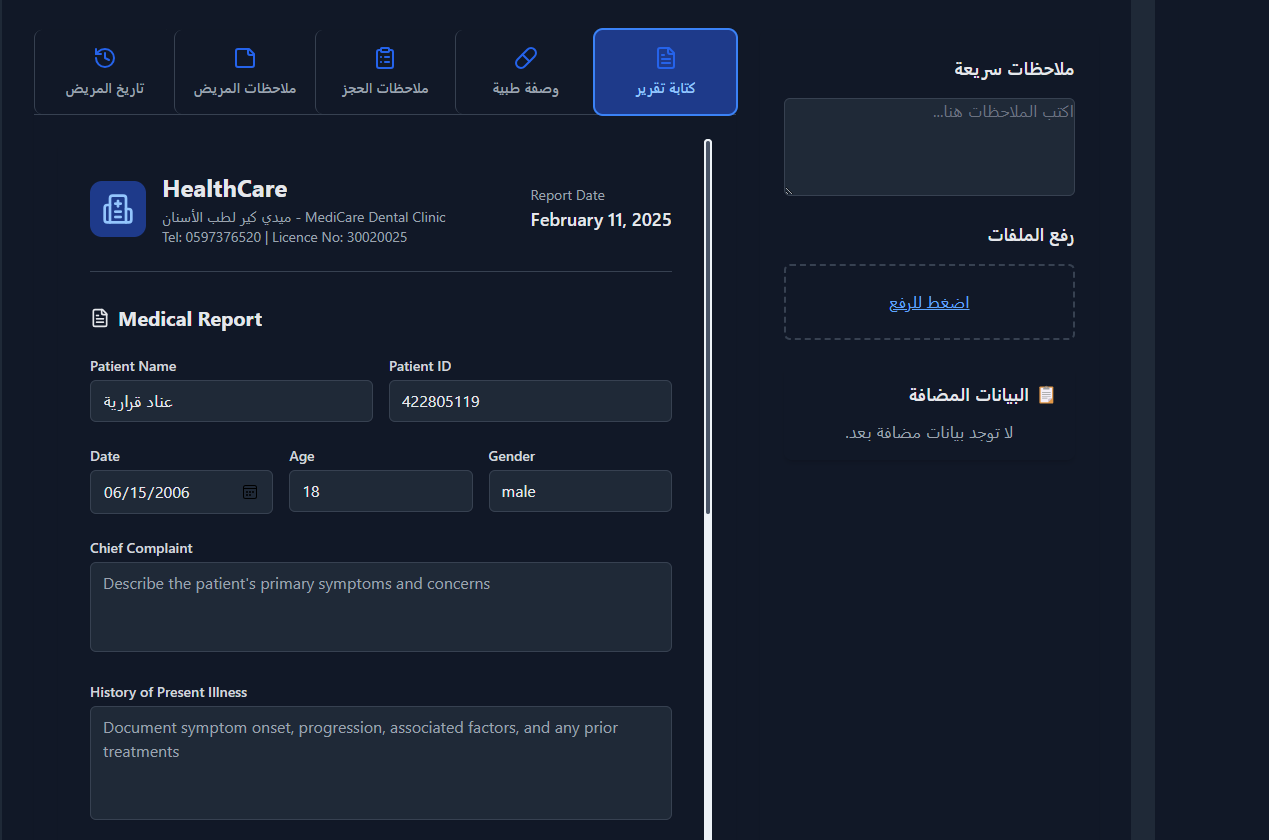 كتابة تقرير
وصفة طبية
ملاحظات الحجز
ملاحظات المريض
تاريخ المريض
HealthCare
ميدي كير لطب الأسنان - MediCare Dental Clinic
Tel: 0597376520 | Licence No: 30020025
Report Date
February 11, 2025
Medical Report
Patient Name
Patient ID
عناد قرارية
422805119
Date
Age
Gender
06/15/2006
18
male
Chief Complaint
Describe the patient's primary symptoms and concerns
History of Present Illness
Document symptom onset, progression, associated factors, and any prior
treatments
ملاحظات سريعة
اكتب الملاحظات هنا...
رفع الملفات
اضغط للرفع
البيانات المضافة
لا توجد بيانات مضافة بعد.